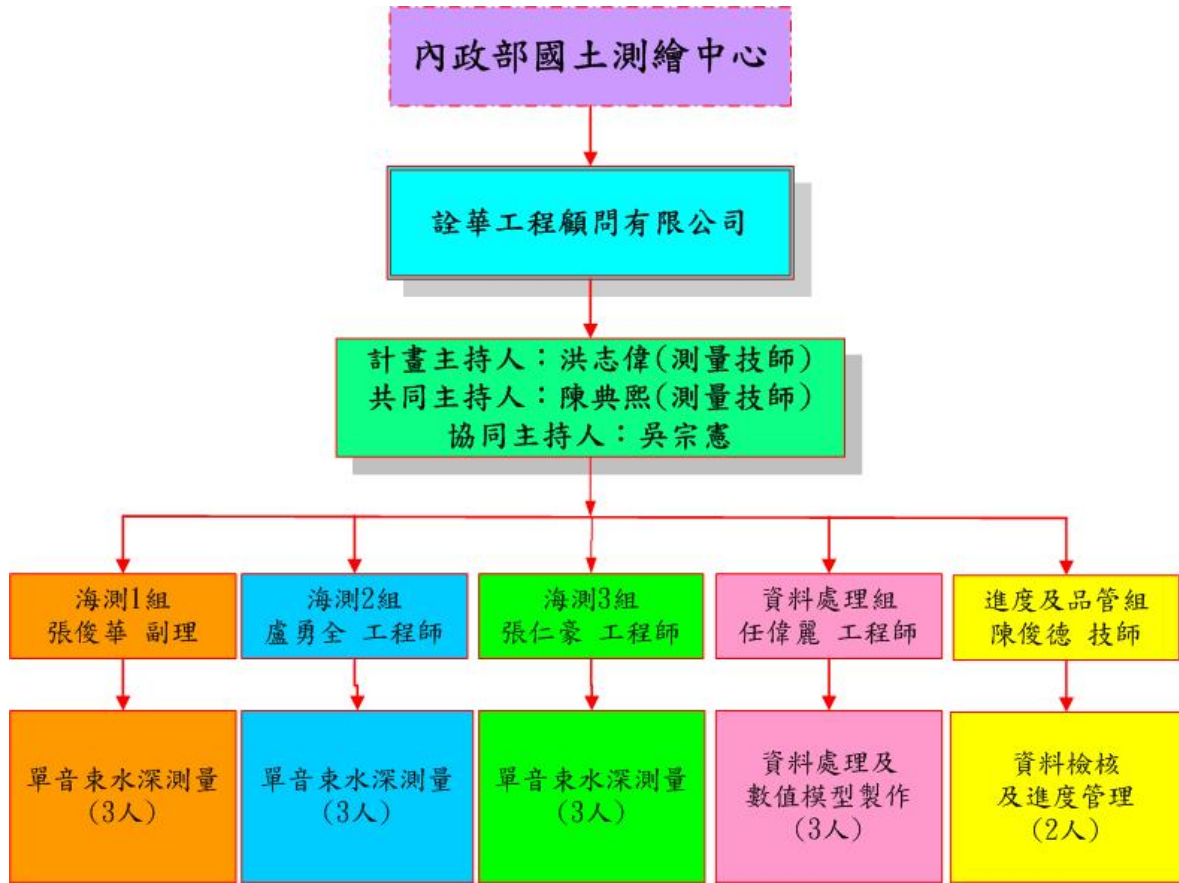 內政部國土測繪中心
詮華工程顧問有限公司
計畫主持人：洪志偉(測量技師)
共同主持人：陳典熙(測量技師)
協同主持人：吳宗憲
海測1組
張俊華 副理
海測2組
盧勇全 工程師
海測3組
張仁豪 工程師
資料處理組
任偉麗 工程師
進度及品管組
陳俊德 技師
單音束水深測量
(3人)
單音束水深測量
(3人)
單音束水深測量
(3人)
資料處理及
數值模型製作
(3人)
資料檢核
及進度管理
(2人)